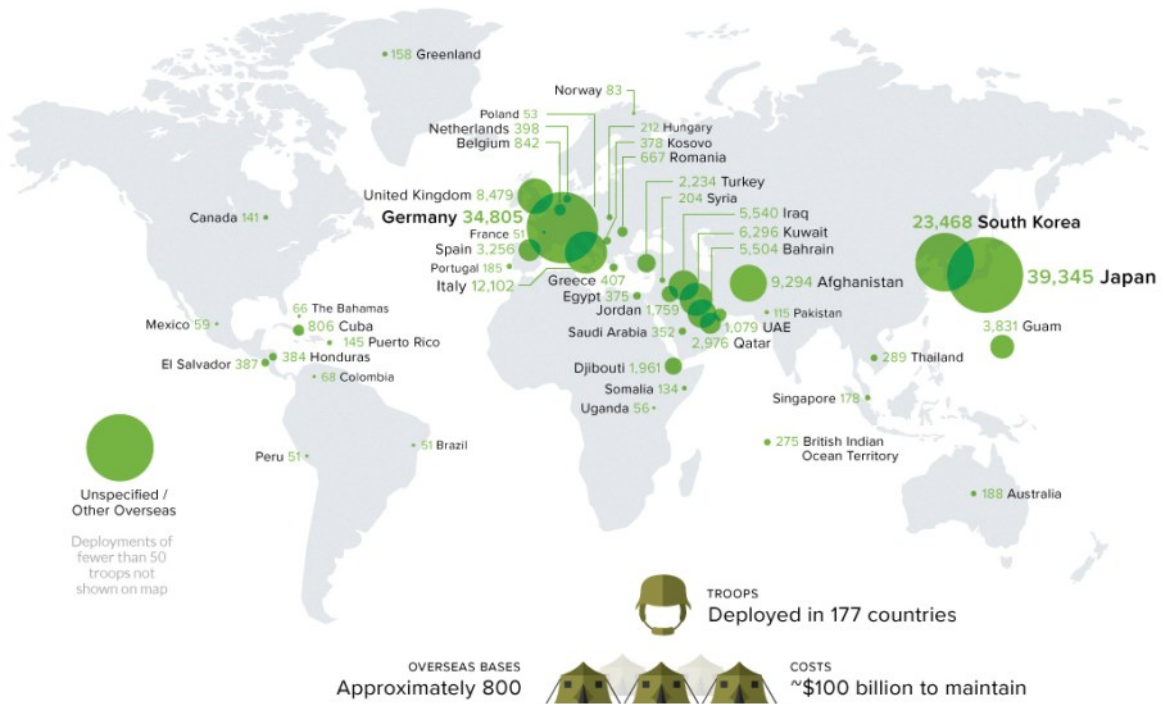 158 Greenland
Norway 83
Poland 53
Netherlands 398
Belgium 842
212 Hungary
378 Kosovo
667 Romania
2,234 Turkey
204 Syria
United Kingdom 8,479
Germany 34,805
France 51
Spain 3,256
Portugal 185
Italy 12,102
Greece 407
Egypt 375
Jordan 1,759
Saudi Arabia 352
5,540 Iraq
6,296 Kuwait
5,504 Bahrain
9,294 Afghanistan
115 Pakistan
1,079 UAE
2,976 Qatar
23,468 South Korea
39,345 Japan
3,831 Guam
Canada 141
66 The Bahamas
Mexico 59
806 Cuba
145 Puerto Rico
384 Honduras
El Salvador 387
68 Colombia
Djibouti 1,961
Somalia 134
Uganda 56
289 Thailand
Singapore 178
275 British Indian
Ocean Territory
51 Brazil
Peru 51
188 Australia
Unspecified /
Other Overseas
Deployments of
fewer than 50
troops not
shown on map
TROOPS
Deployed in 177 countries
OVERSEAS BASES
Approximately 800
COSTS
~$100 billion to maintain